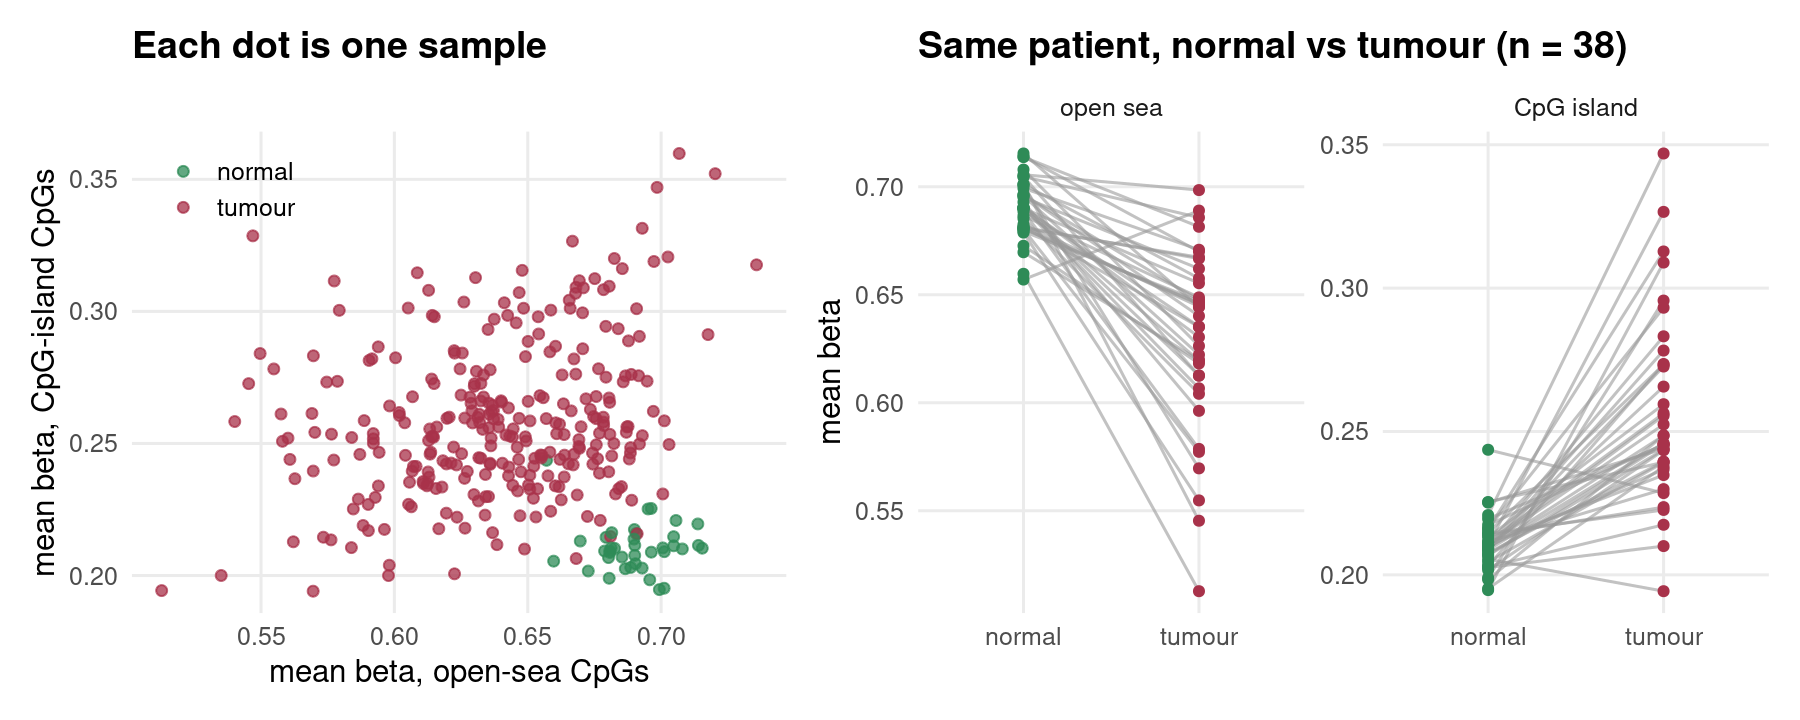 Each dot is one sample
normal
tumour
0.35
0.30
0.25
0.20
mean beta, CpG-island CpGs
0.55 0.60 0.65 0.70
mean beta, open-sea CpGs
Same patient, normal vs tumour (n = 38)
open sea
0.70
0.65
0.60
0.55
mean beta
normal tumour
CpG island
0.35
0.30
0.25
0.20
normal tumour